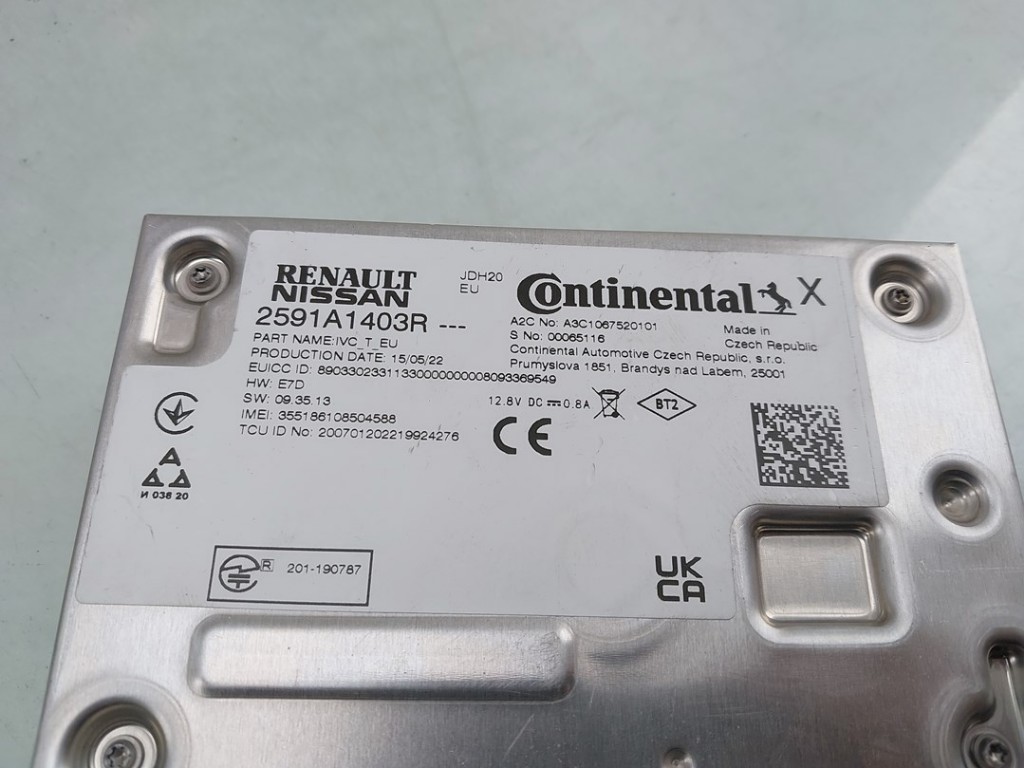 RENAULT
NISSAN
JDH20
EU
2591A1403R ---
PART NAME:IVC_T_EU
PRODUCTION DATE: 15/05/22
EUICC ID: 89033023311330000000008093369549
HW: E7D
SW: 09.35.13
IMEI: 355186108504588
TCU ID No: 200701202219924276
Continental X
A2C No: A3C1067520101
S No: 00065116
Made in
Czech Republic
Continental Automotive Czech Republic, s.r.o.
Prumyslova 1851, Brandys nad Labem, 25001
12.8V DC 0.8A
BT2
CE
И 038 20
R 201-190787
UK
CA